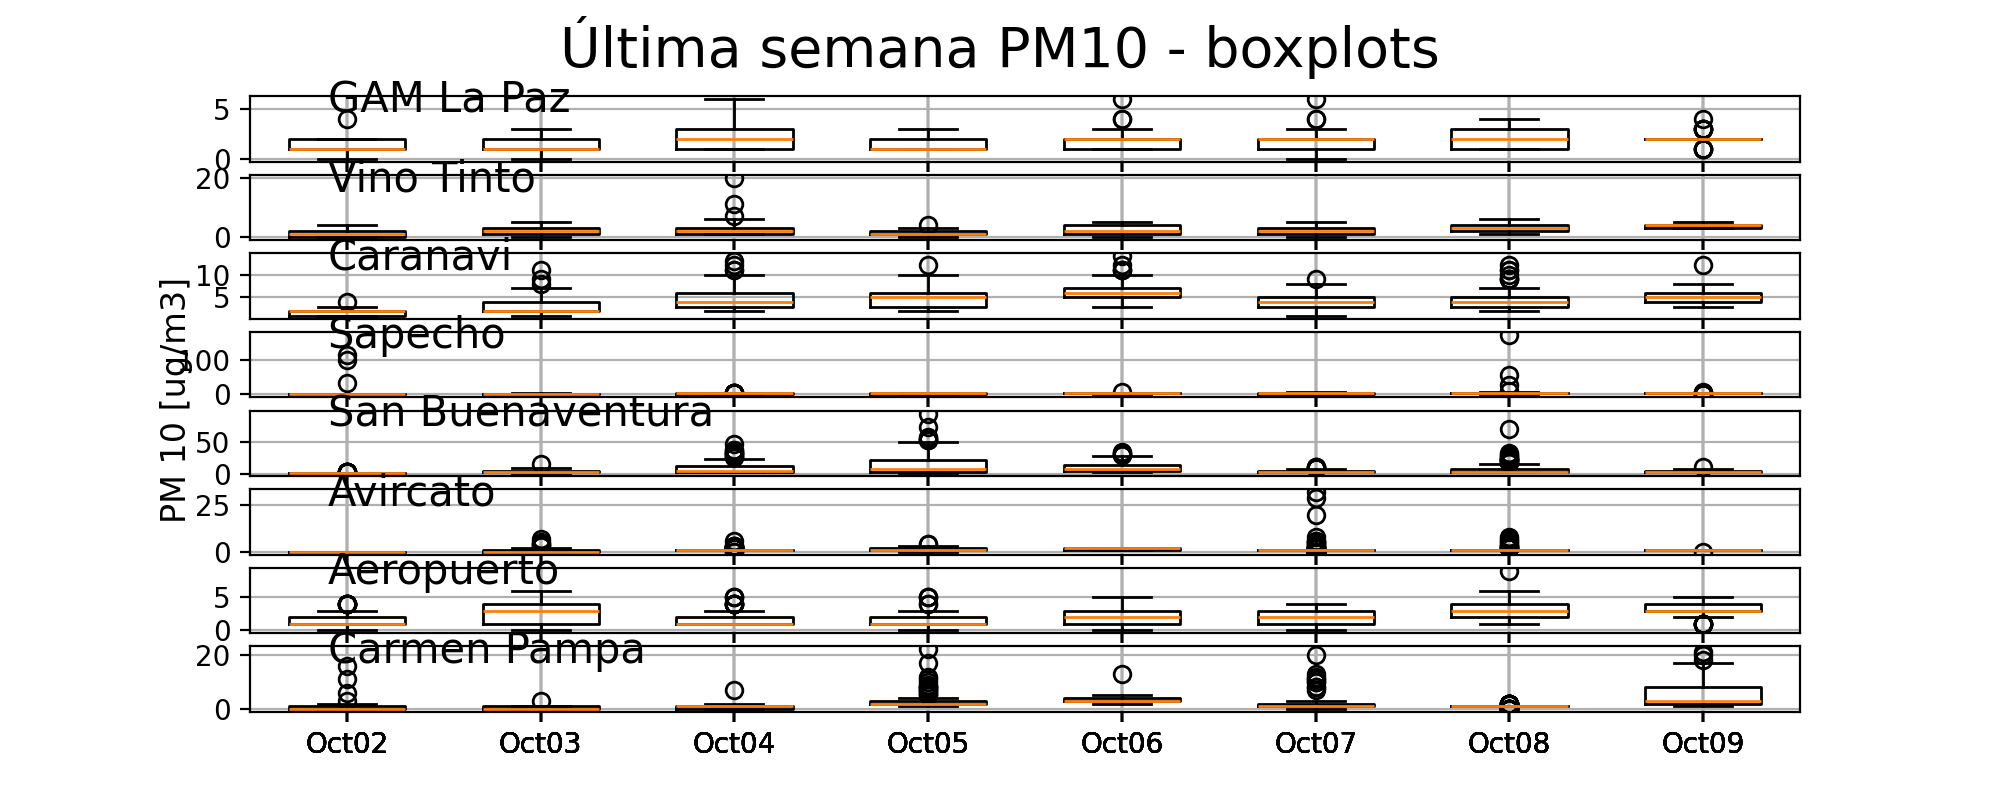 Última semana PM10 - boxplots
GAM La Paz
5
0
Vino Tinto
20
0
Caranavi
10
5
Sapecho
100
0
San Buenaventura
50
0
Avircato
25
0
Aeropuerto
5
0
Carmen Pampa
20
0
PM 10 [ug/m3]
Oct02 Oct03 Oct04 Oct05 Oct06 Oct07 Oct08 Oct09